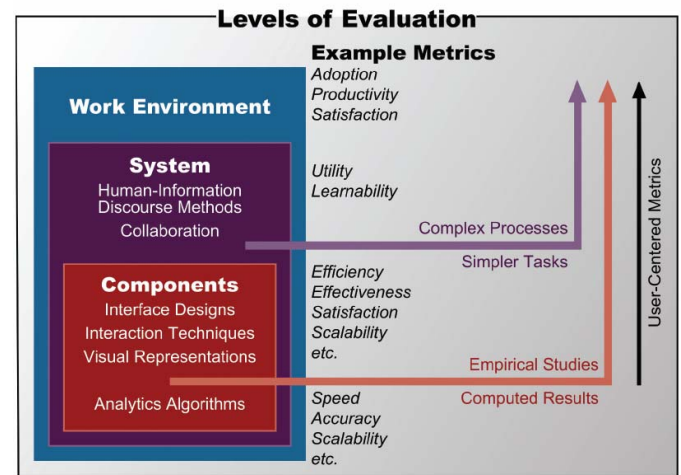 Levels of Evaluation
Example Metrics
Adoption
Productivity
Satisfaction
Work Environment
System
Human-Information
Discourse Methods
Collaboration
Utility
Learnability
Complex Processes
Simpler Tasks
Components
Interface Designs
Interaction Techniques
Visual Representations
Analytics Algorithms
Efficiency
Effectiveness
Satisfaction
Scalability
etc.
Empirical Studies
Computed Results
Speed
Accuracy
Scalability
etc.
User-Centered Metrics